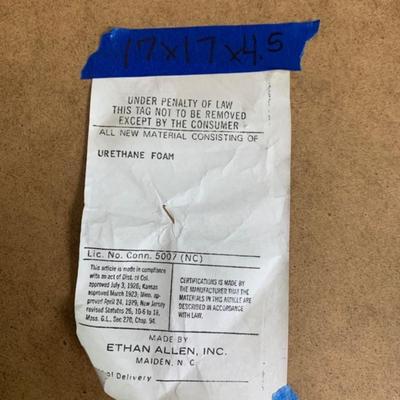 17x17x4.5
UNDER PENALTY OF LAW
THIS TAG NOT TO BE REMOVED
EXCEPT BY THE CONSUMER
ALL NEW MATERIAL CONSISTING OF
URETHANE FOAM
Lic. No. Conn. 5007 (NC)
This article is made in compliance
with an act of Dist. of Col.
approved July 3, 1926; Kansas
approved March 1923; Minn. ap-
proved April 24, 1929; New Jersey
revised Statutes 26, 10-6 to 18,
Mass. G.L., Sec 270, Chap. 94.
CERTIFICATIONS IS MADE BY
THE MANUFACTURER THAT THE
MATERIALS IN THIS ARTICLE ARE
DESCRIBED IN ACCORDANCE
WITH LAW.
MADE BY
ETHAN ALLEN, INC.
MAIDEN, N. C.
of Delivery